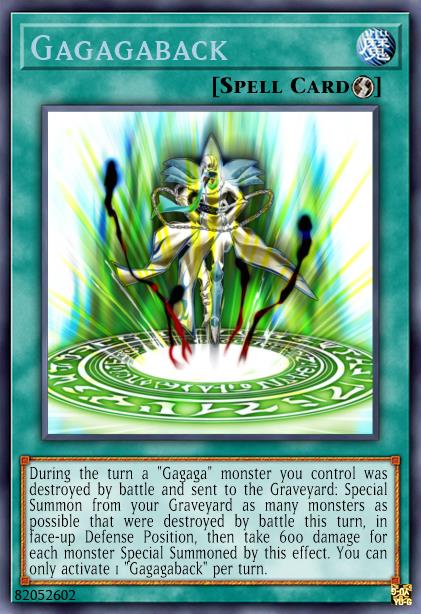 GAGAGABACK
魔
[SPELL CARD]
During the turn a "Gagaga" monster you control was
destroyed by battle and sent to the Graveyard: Special
Summon from your Graveyard as many monsters as
possible that were destroyed by battle this turn, in
face-up Defense Position, then take 600 damage for
each monster Special Summoned by this effect. You can
only activate 1 "Gagagaback" per turn.
82052602